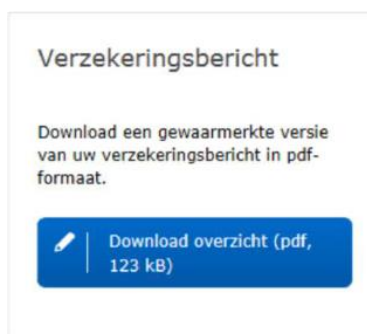 Verzekeringsbericht
Download een gewaarmerkte versie
van uw verzekeringsbericht in pdf-
formaat.
Download overzicht (pdf,
123 kB)